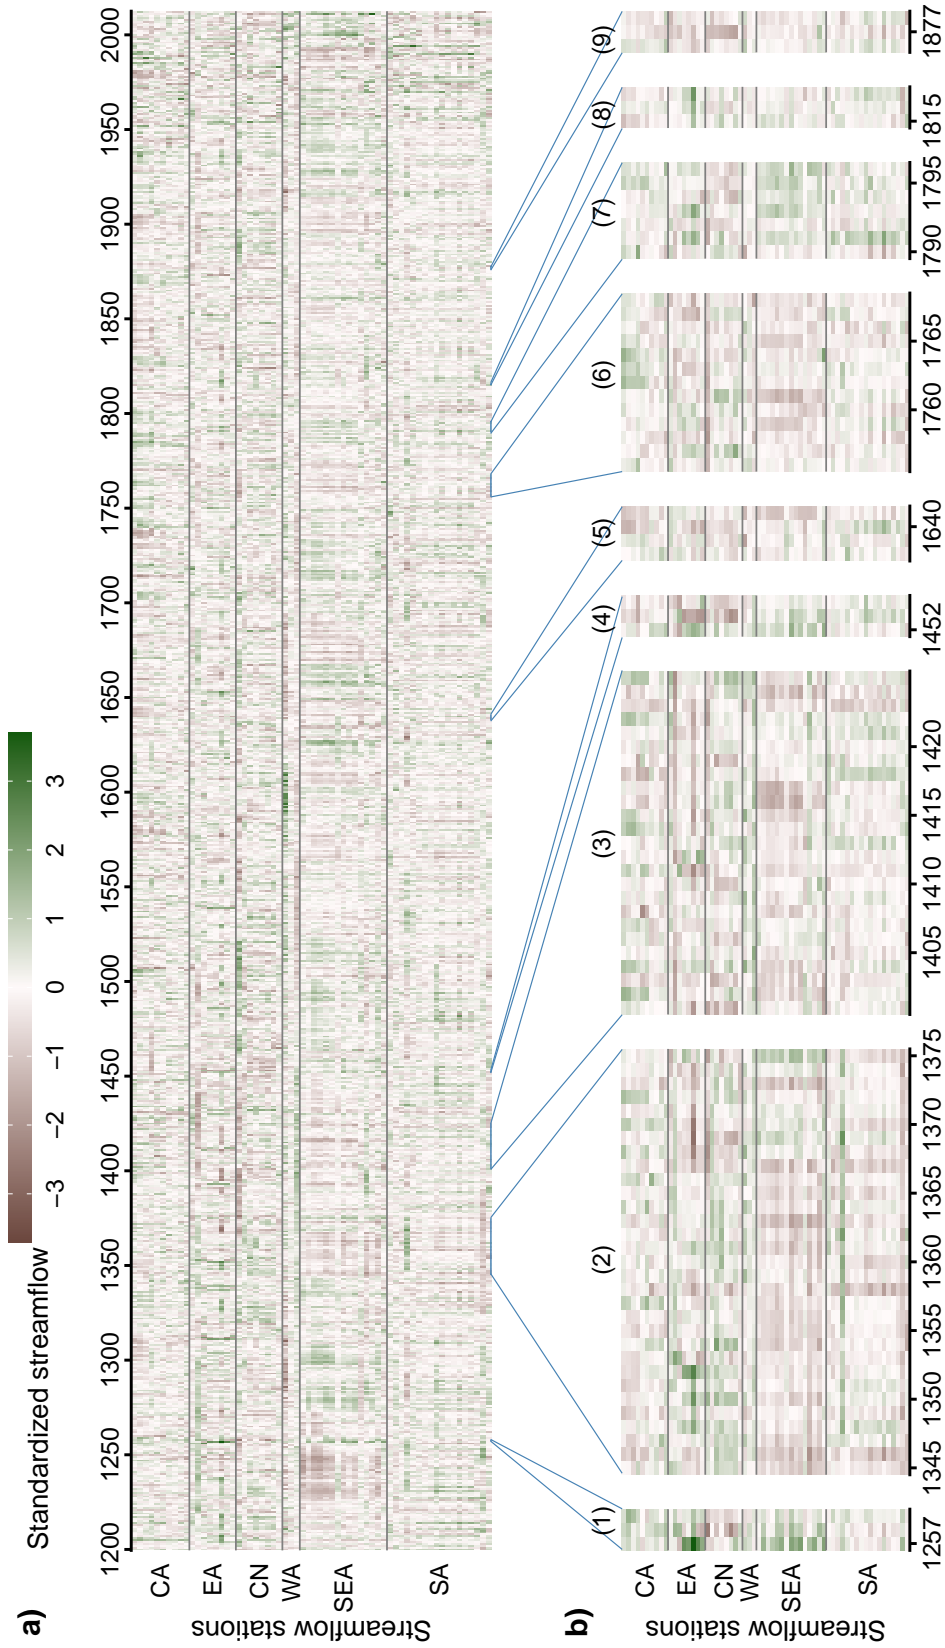 Standardized streamflow
−3 −2 −1 0 1 2 3
a)
1200 1250 1300 1350 1400 1450 1500 1550 1600 1650 1700 1750 1800 1850 1900 1950 2000
Streamflow stations
CA
EA
CN
WA
SEA
SA
b)
(1) (2) (3) (4) (5) (6) (7) (8) (9)
Streamflow stations
CA
EA
CN
WA
SEA
SA
1257 1345 1350 1355 1360 1365 1370 1375 1405 1410 1415 1420 1452 1640 1760 1765 1790 1795 1815 1877